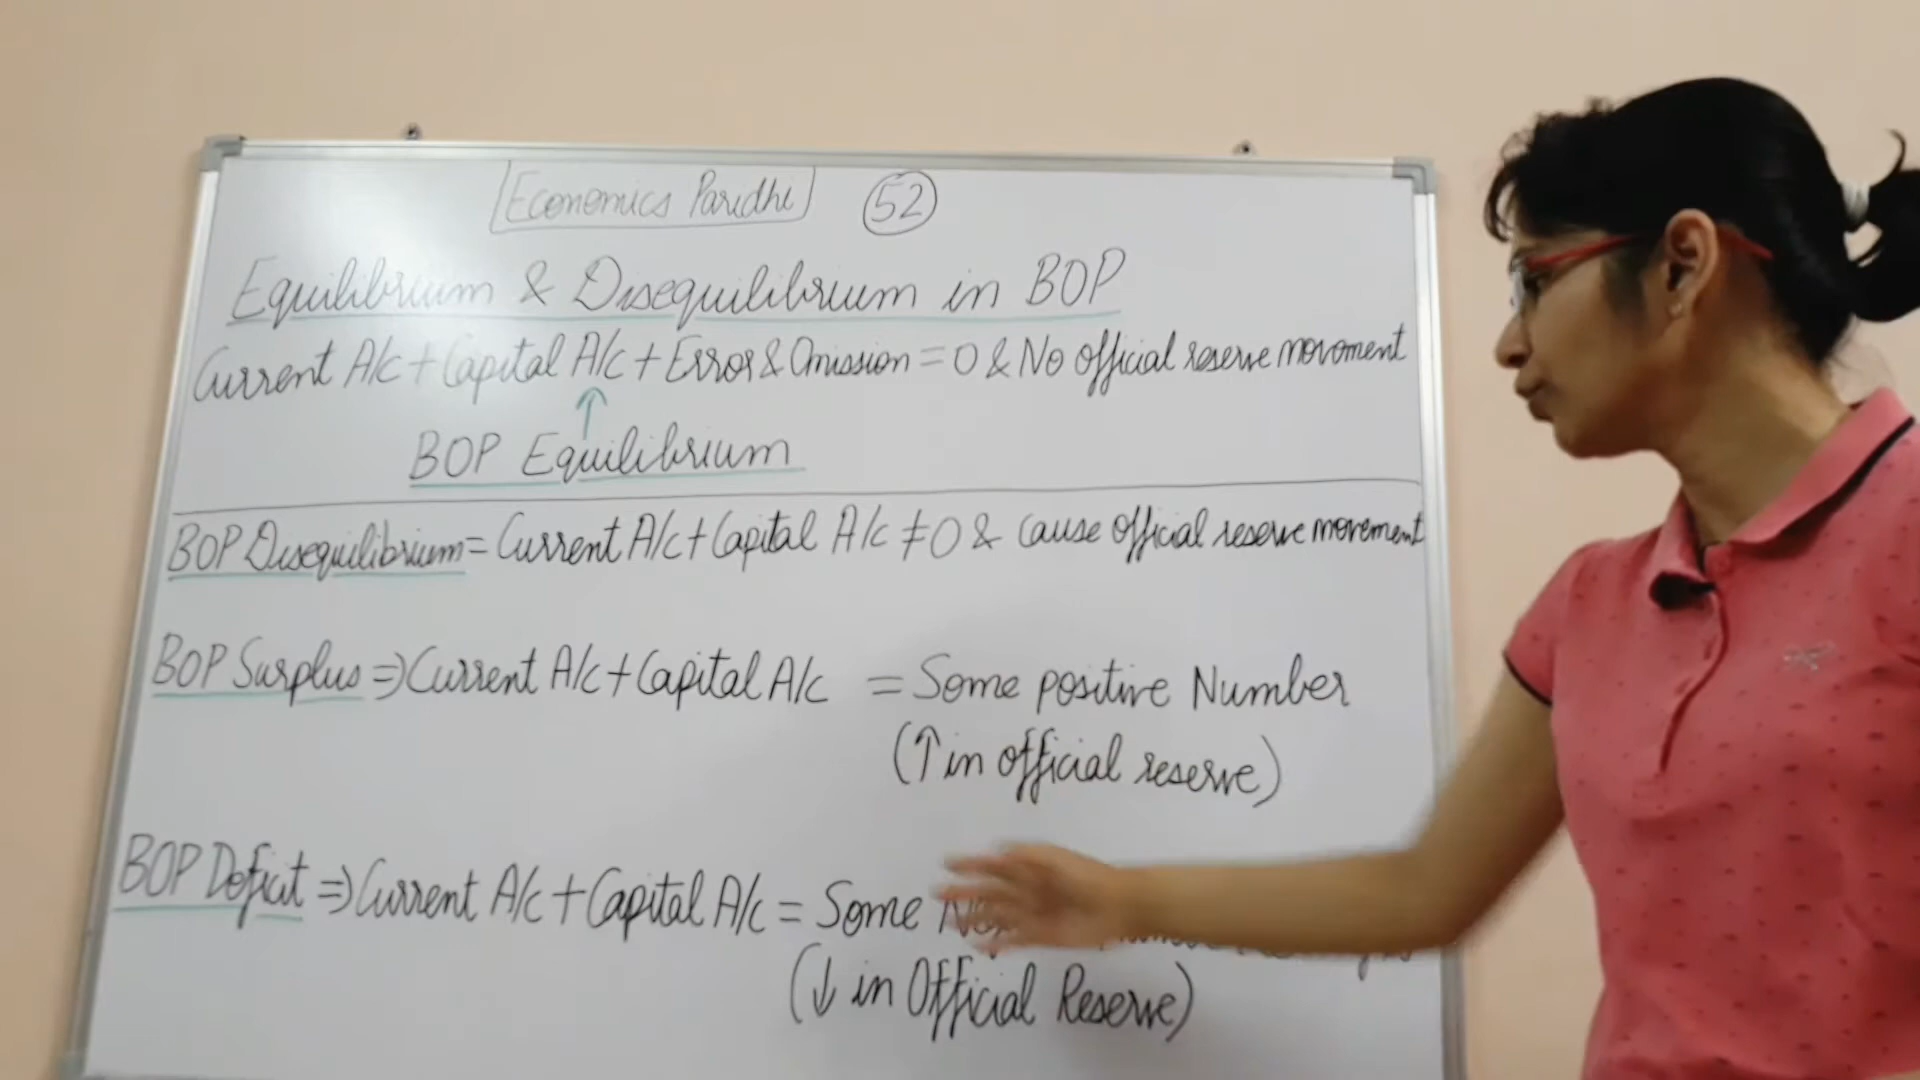 Economics Paridhi 52
Equilibrium & Disequilibrium in BOP
Current A/c + Capital A/c + Error & Omission = 0 & No official reserve movoment
BOP Equilibrium
BOP Disequilibrium = Current A/c + Capital A/c ≠ 0 & cause official reserve movement
BOP Surplus ⇒ Current A/c + Capital A/c = Some positive Number
(↑ in official reserve)
BOP Deficit ⇒ Current A/c + Capital A/c = Some
(↓ in Official Reserve)